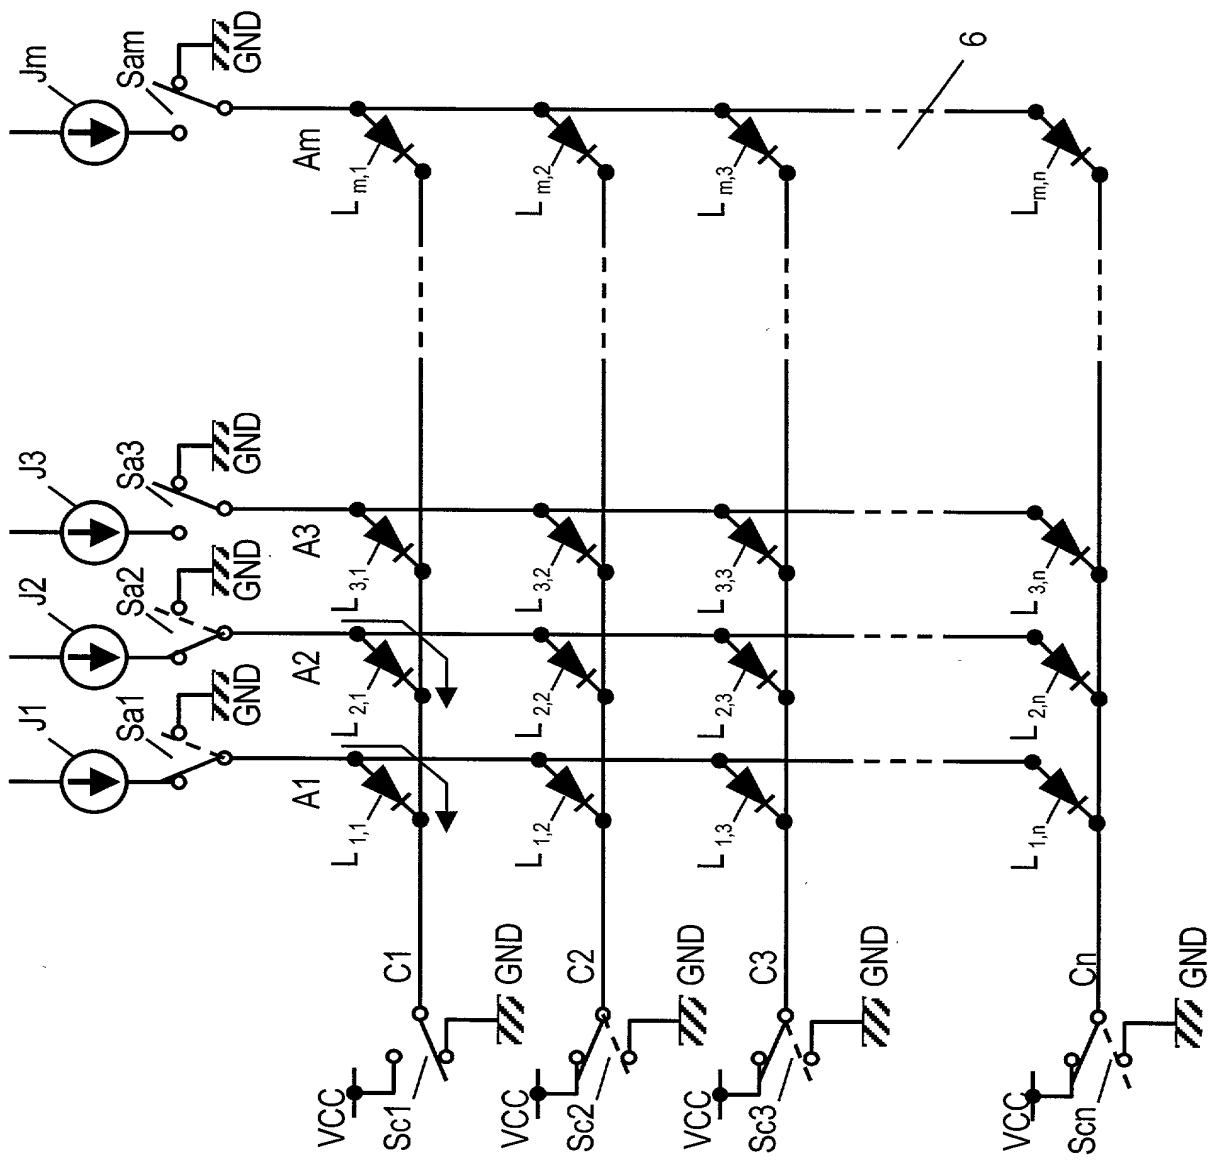 J1
J2
J3
Jm
Sa1
Sa2
Sa3
Sam
GND
GND
GND
GND
A1
A2
A3
Am
6
L1,1
L2,1
L3,1
Lm,1
VCC
Sc1
C1
GND
L1,2
L2,2
L3,2
Lm,2
VCC
Sc2
C2
GND
L1,3
L2,3
L3,3
Lm,3
VCC
Sc3
C3
GND
L1,n
L2,n
L3,n
Lm,n
VCC
Scn
Cn
GND